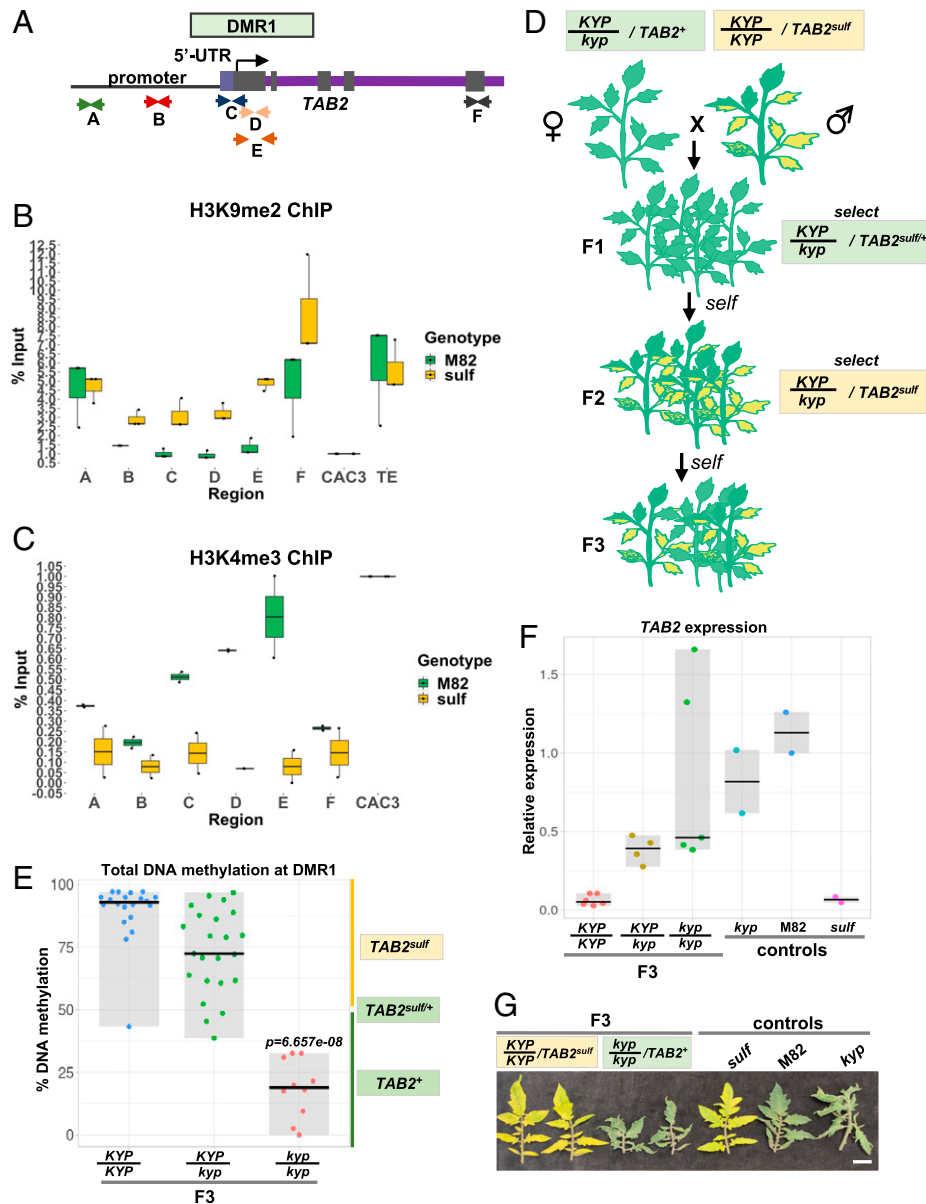 A
DMR1
5’-UTR
promoter
TAB2
A
B
C
D
E
F
B
H3K9me2 ChIP
% Input
12.5
12.0
11.5
11.0
10.5
10.0
9.5
9.0
8.5
8.0
7.5
7.0
6.5
6.0
5.5
5.0
4.5
4.0
3.5
3.0
2.5
2.0
1.5
1.0
0.5
Genotype
M82
sulf
A B C D E F CAC3 TE
Region
C
H3K4me3 ChIP
% Input
1.05
1.00
0.95
0.90
0.85
0.80
0.75
0.70
0.65
0.60
0.55
0.50
0.45
0.40
0.35
0.30
0.25
0.20
0.15
0.10
0.05
0.00
-0.05
Genotype
M82
sulf
A B C D E F CAC3
Region
D
KYP
kyp / TAB2+
KYP
KYP / TAB2sulf
♀ X ♂
F1
select
KYP
kyp / TAB2sulf/+
self
F2
select
KYP
kyp / TAB2sulf
self
F3
E
Total DNA methylation at DMR1
% DNA methylation
100
75
50
25
0
p=6.657e-08
TAB2sulf
TAB2sulf/+
TAB2+
KYP KYP kyp
KYP kyp kyp
F3
F
TAB2 expression
Relative expression
1.5
1.0
0.5
0.0
KYP KYP kyp kyp M82 sulf
KYP kyp kyp
F3 controls
G
F3 controls
KYP
KYP /TAB2sulf
kyp
kyp /TAB2+
sulf M82 kyp